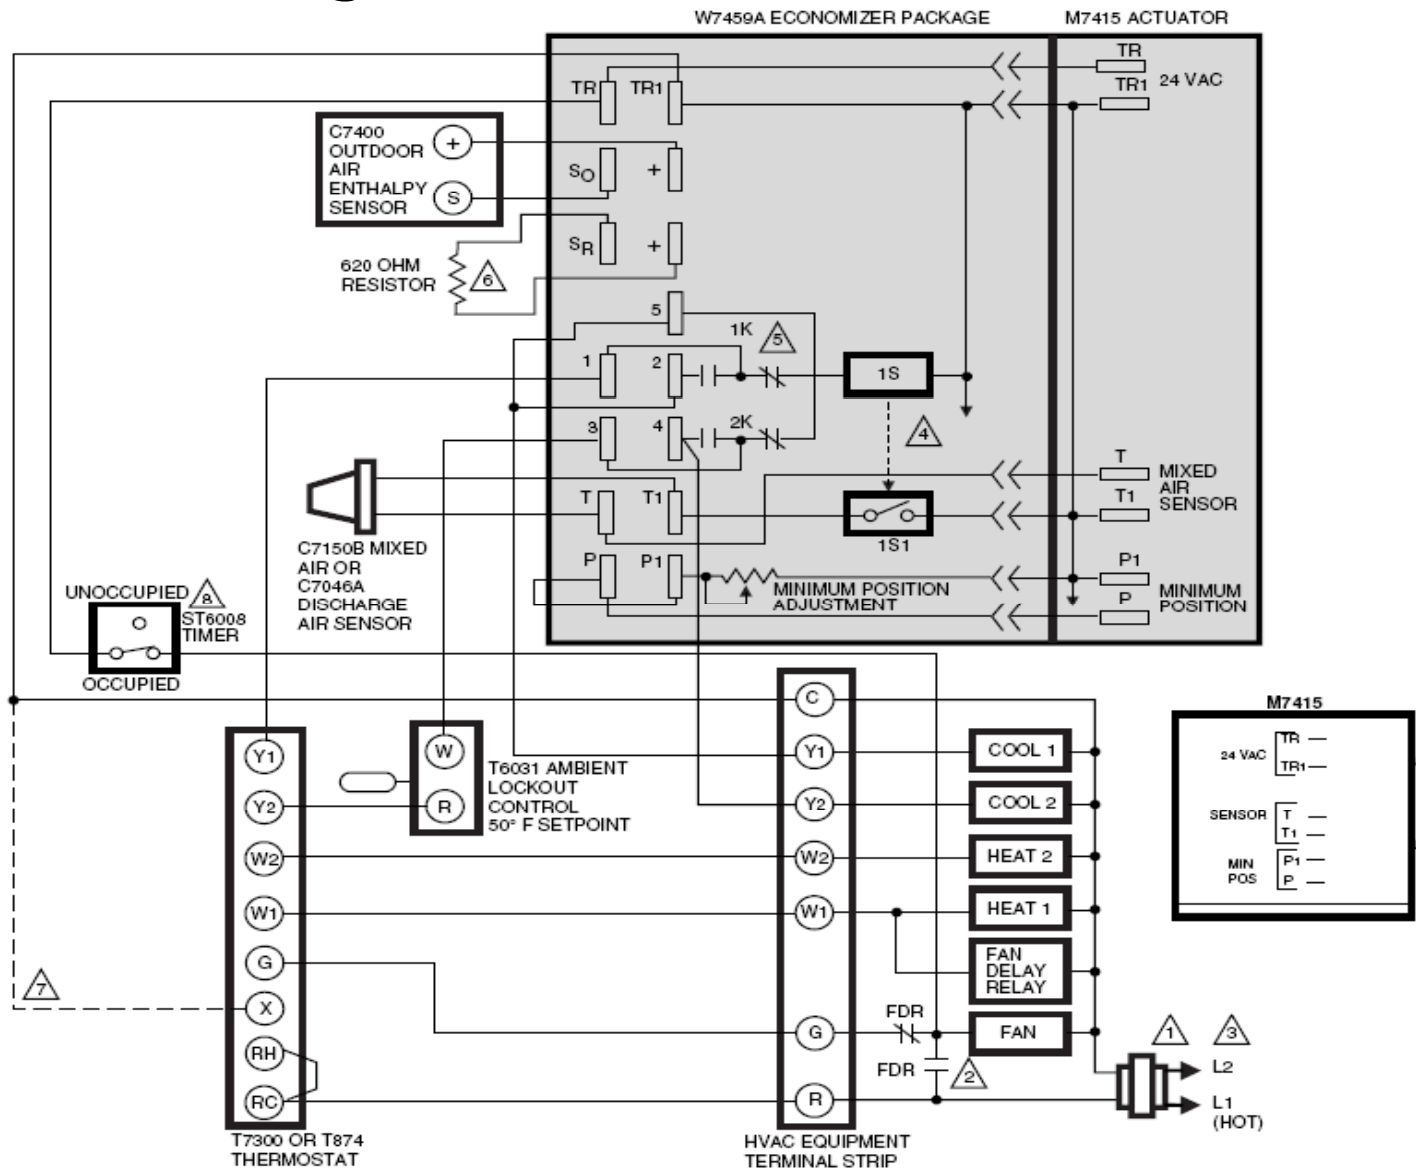 W7459A ECONOMIZER PACKAGE
M7415 ACTUATOR
TR
TR1
24 VAC
TR
TR1
C7400
OUTDOOR
AIR
ENTHALPY
SENSOR
+
S
SO
+
SR
+
620 OHM
RESISTOR
6
5
1K
5
1
2
1S
3
4
2K
4
T
T1
MIXED
AIR
SENSOR
T
T1
1S1
C7150B MIXED
AIR OR
C7046A
DISCHARGE
AIR SENSOR
P
P1
MINIMUM POSITION
ADJUSTMENT
P1
P
MINIMUM
POSITION
UNOCCUPIED
8
ST6008
TIMER
OCCUPIED
Y1
Y2
W2
W1
G
X
RH
RC
7
T7300 OR T874
THERMOSTAT
W
R
T6031 AMBIENT
LOCKOUT
CONTROL
50° F SETPOINT
C
Y1
Y2
W2
W1
G
R
HVAC EQUIPMENT
TERMINAL STRIP
COOL 1
COOL 2
HEAT 2
HEAT 1
FAN
DELAY
RELAY
FAN
FDR
FDR
2
1
3
L2
L1
(HOT)
M7415
24 VAC
TR
TR1
SENSOR
T
T1
MIN
POS
P1
P